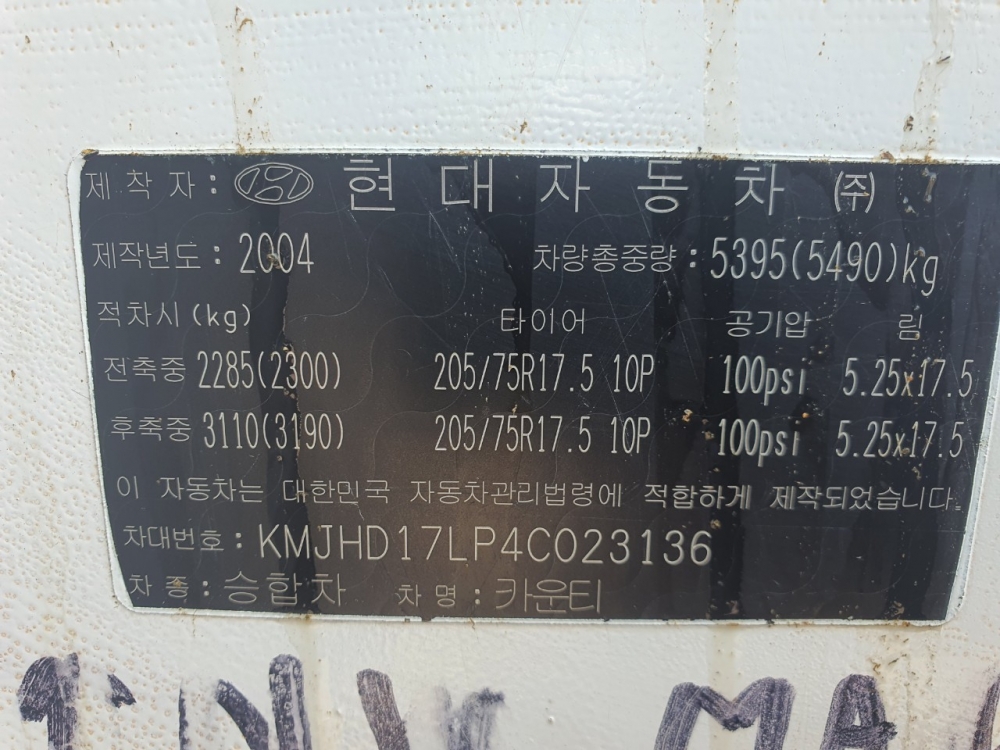 제작자: 현대자동차 ㈜
제작년도: 2004 차량총중량: 5395(5490)kg
적차시(kg) 타이어 공기압 림
전축중 2285(2300) 205/75R17.5 10P 100psi 5.25x17.5
후축중 3110(3190) 205/75R17.5 10P 100psi 5.25x17.5
이 자동차는 대한민국 자동차관리법령에 적합하게 제작되었습니다.
차대번호: KMJHD17LP4C023136
차종: 승합차 차명: 카운티